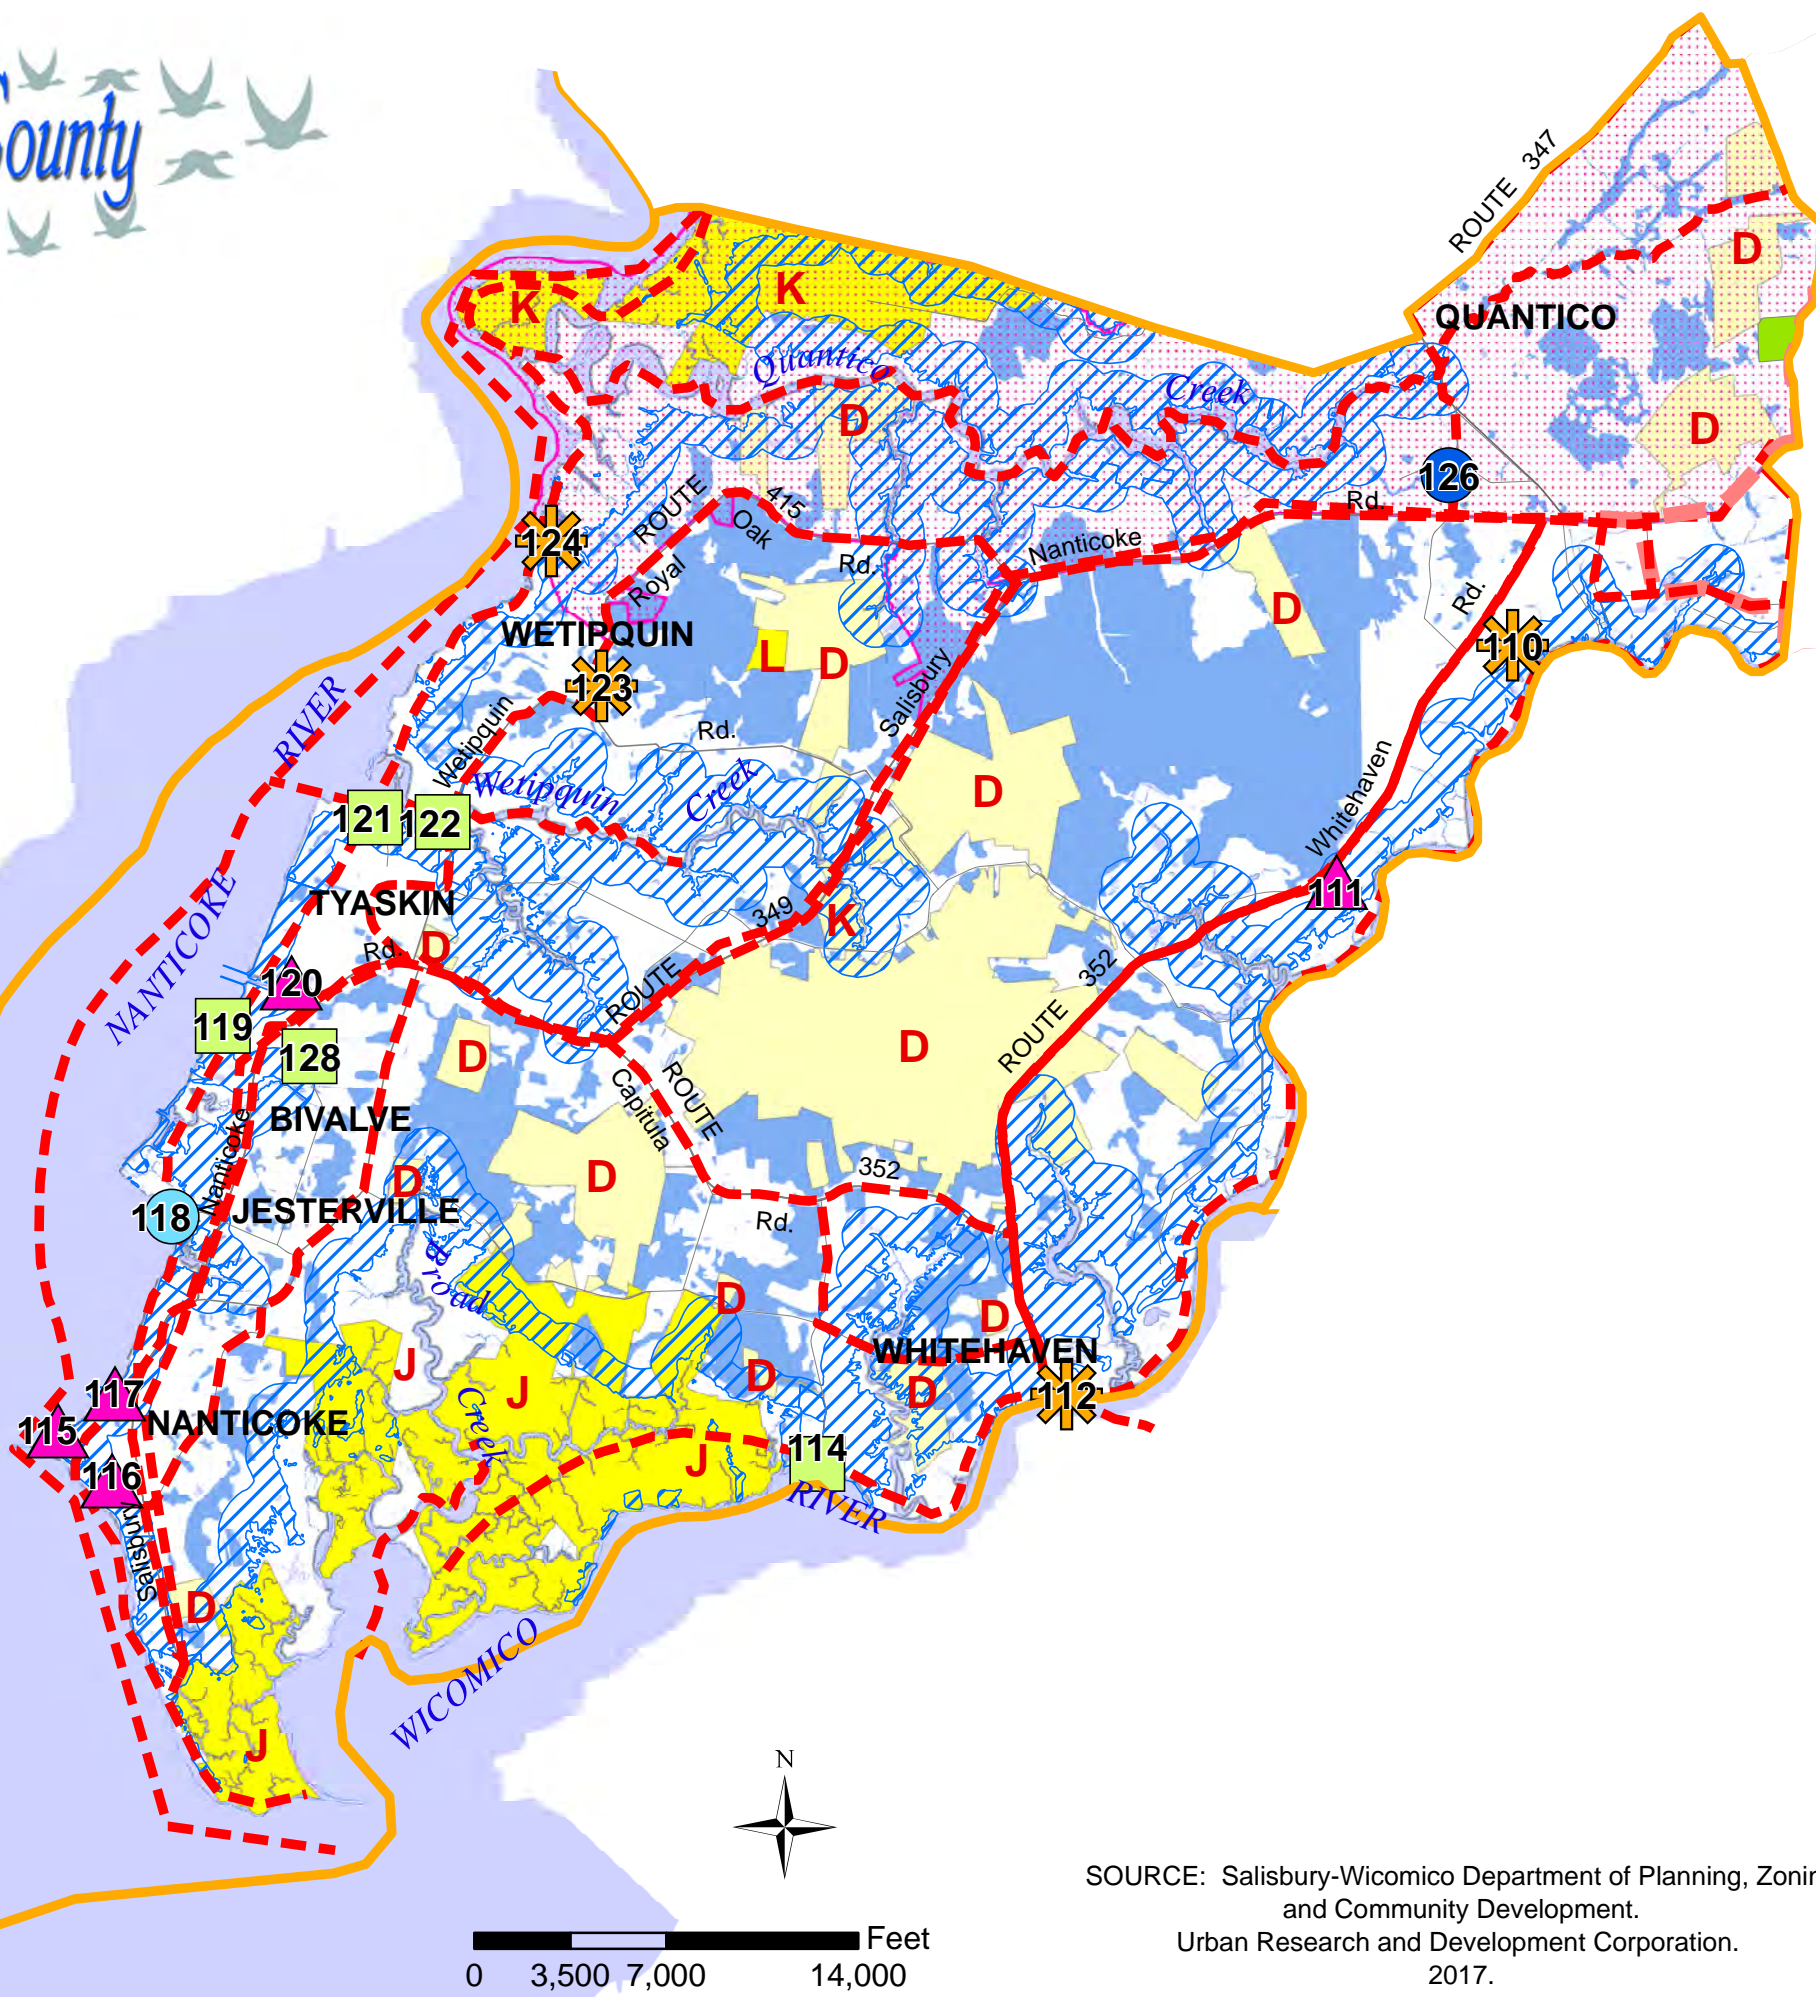 County
ROUTE 347
D
K
K
QUANTICO
Quantico
Creek
D
D
126
ROUTE
415
Oak
Rd.
Nanticoke
Rd.
124
Royal
Rd.
D
Rd.
WETIPQUIN
110
L
D
123
Salisbury
RIVER
Wetipquin
Rd.
Wetipquin
Creek
D
Whitehaven
121
122
111
TYASKIN
349
K
NANTICOKE
Rd.
D
352
120
ROUTE
119
D
ROUTE
128
D
ROUTE
Capitula
BIVALVE
Nanticoke
352
D
D
118
JESTERVILLE
Rd.
Broad
D
D
WHITEHAVEN
J
J
D
D
117
112
115
NANTICOKE
Creek
114
J
116
RIVER
Salisbury
D
WICOMICO
J
N
SOURCE: Salisbury-Wicomico Department of Planning, Zonin
and Community Development.
Urban Research and Development Corporation.
2017.
Feet
0 3,500 7,000 14,000